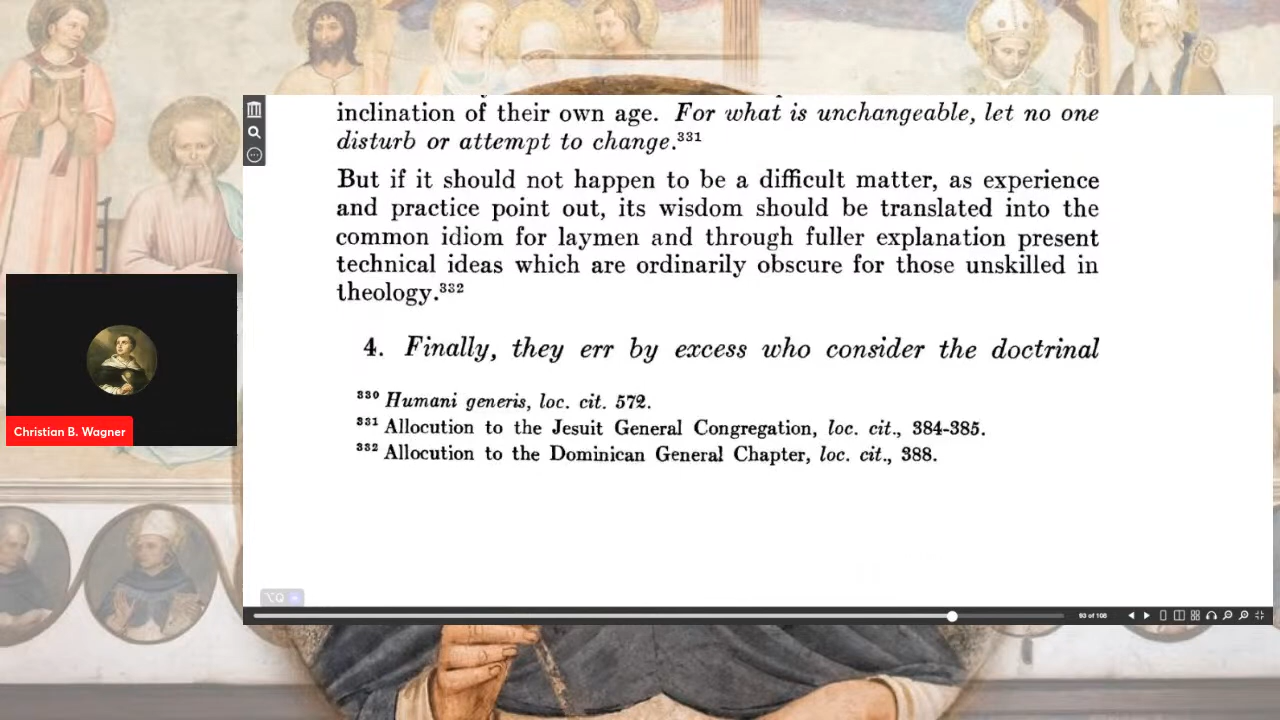 inclination of their own age. For what is unchangeable, let no one
disturb or attempt to change.³³¹
But if it should not happen to be a difficult matter, as experience
and practice point out, its wisdom should be translated into the
common idiom for laymen and through fuller explanation present
technical ideas which are ordinarily obscure for those unskilled in
theology.³³²
4. Finally, they err by excess who consider the doctrinal
³³⁰ Humani generis, loc. cit. 572.
³³¹ Allocution to the Jesuit General Congregation, loc. cit., 384-385.
³³² Allocution to the Dominican General Chapter, loc. cit., 388.
Christian B. Wagner
⌥Q
93 of 108